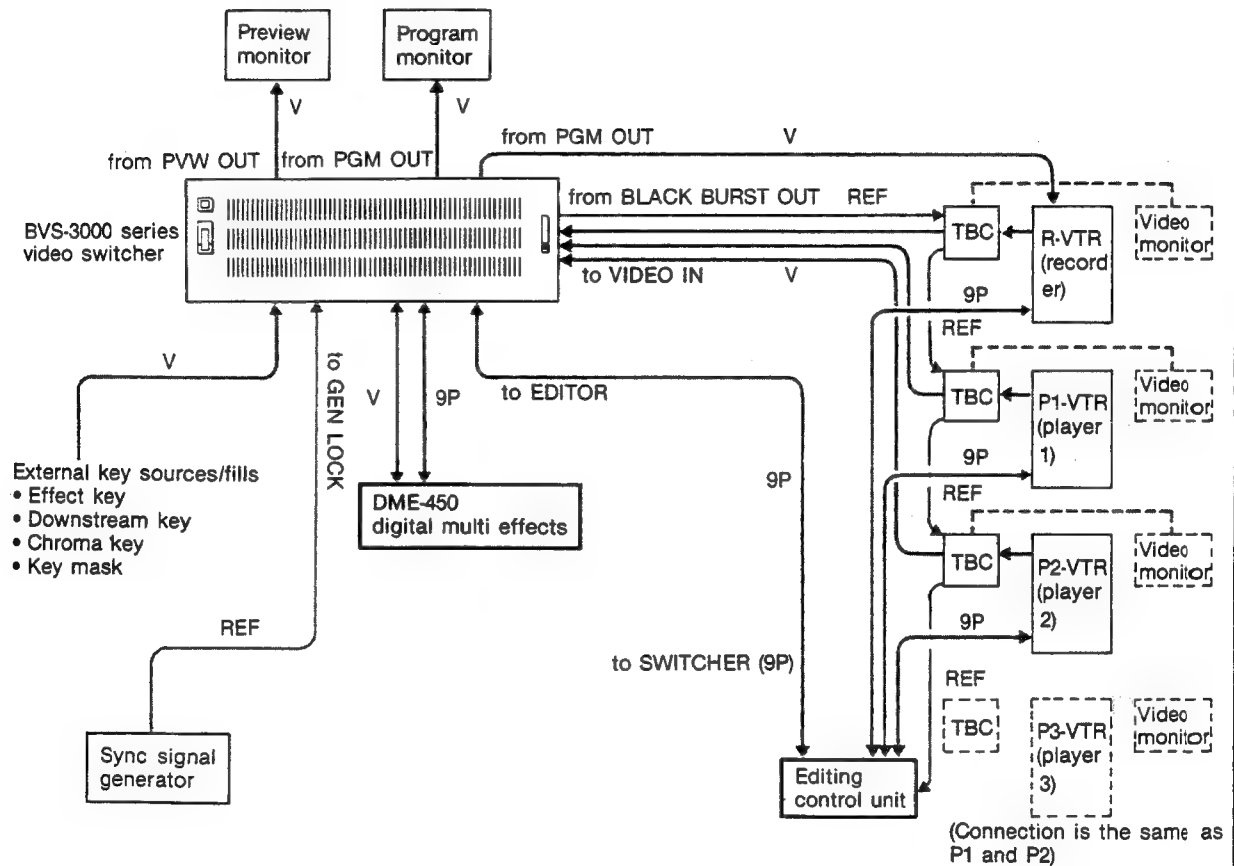 Preview
monitor
Program
monitor
V
V
from PGM OUT
V
from PVW OUT
from PGM OUT
from BLACK BURST OUT
REF
BVS-3000 series
video switcher
to VIDEO IN
V
TBC
R-VTR
(record
er)
Video
monitor
9P
REF
V
to GEN LOCK
V
9P
to EDITOR
TBC
P1-VTR
(player
1)
Video
monitor
9P
REF
External key sources/fills
• Effect key
• Downstream key
• Chroma key
• Key mask
DME-450
digital multi effects
9P
TBC
P2-VTR
(player
2)
Video
monitor
9P
REF
REF
to SWITCHER (9P)
TBC
P3-VTR
(player
3)
Video
monitor
Sync signal
generator
Editing
control unit
(Connection is the same as
P1 and P2)